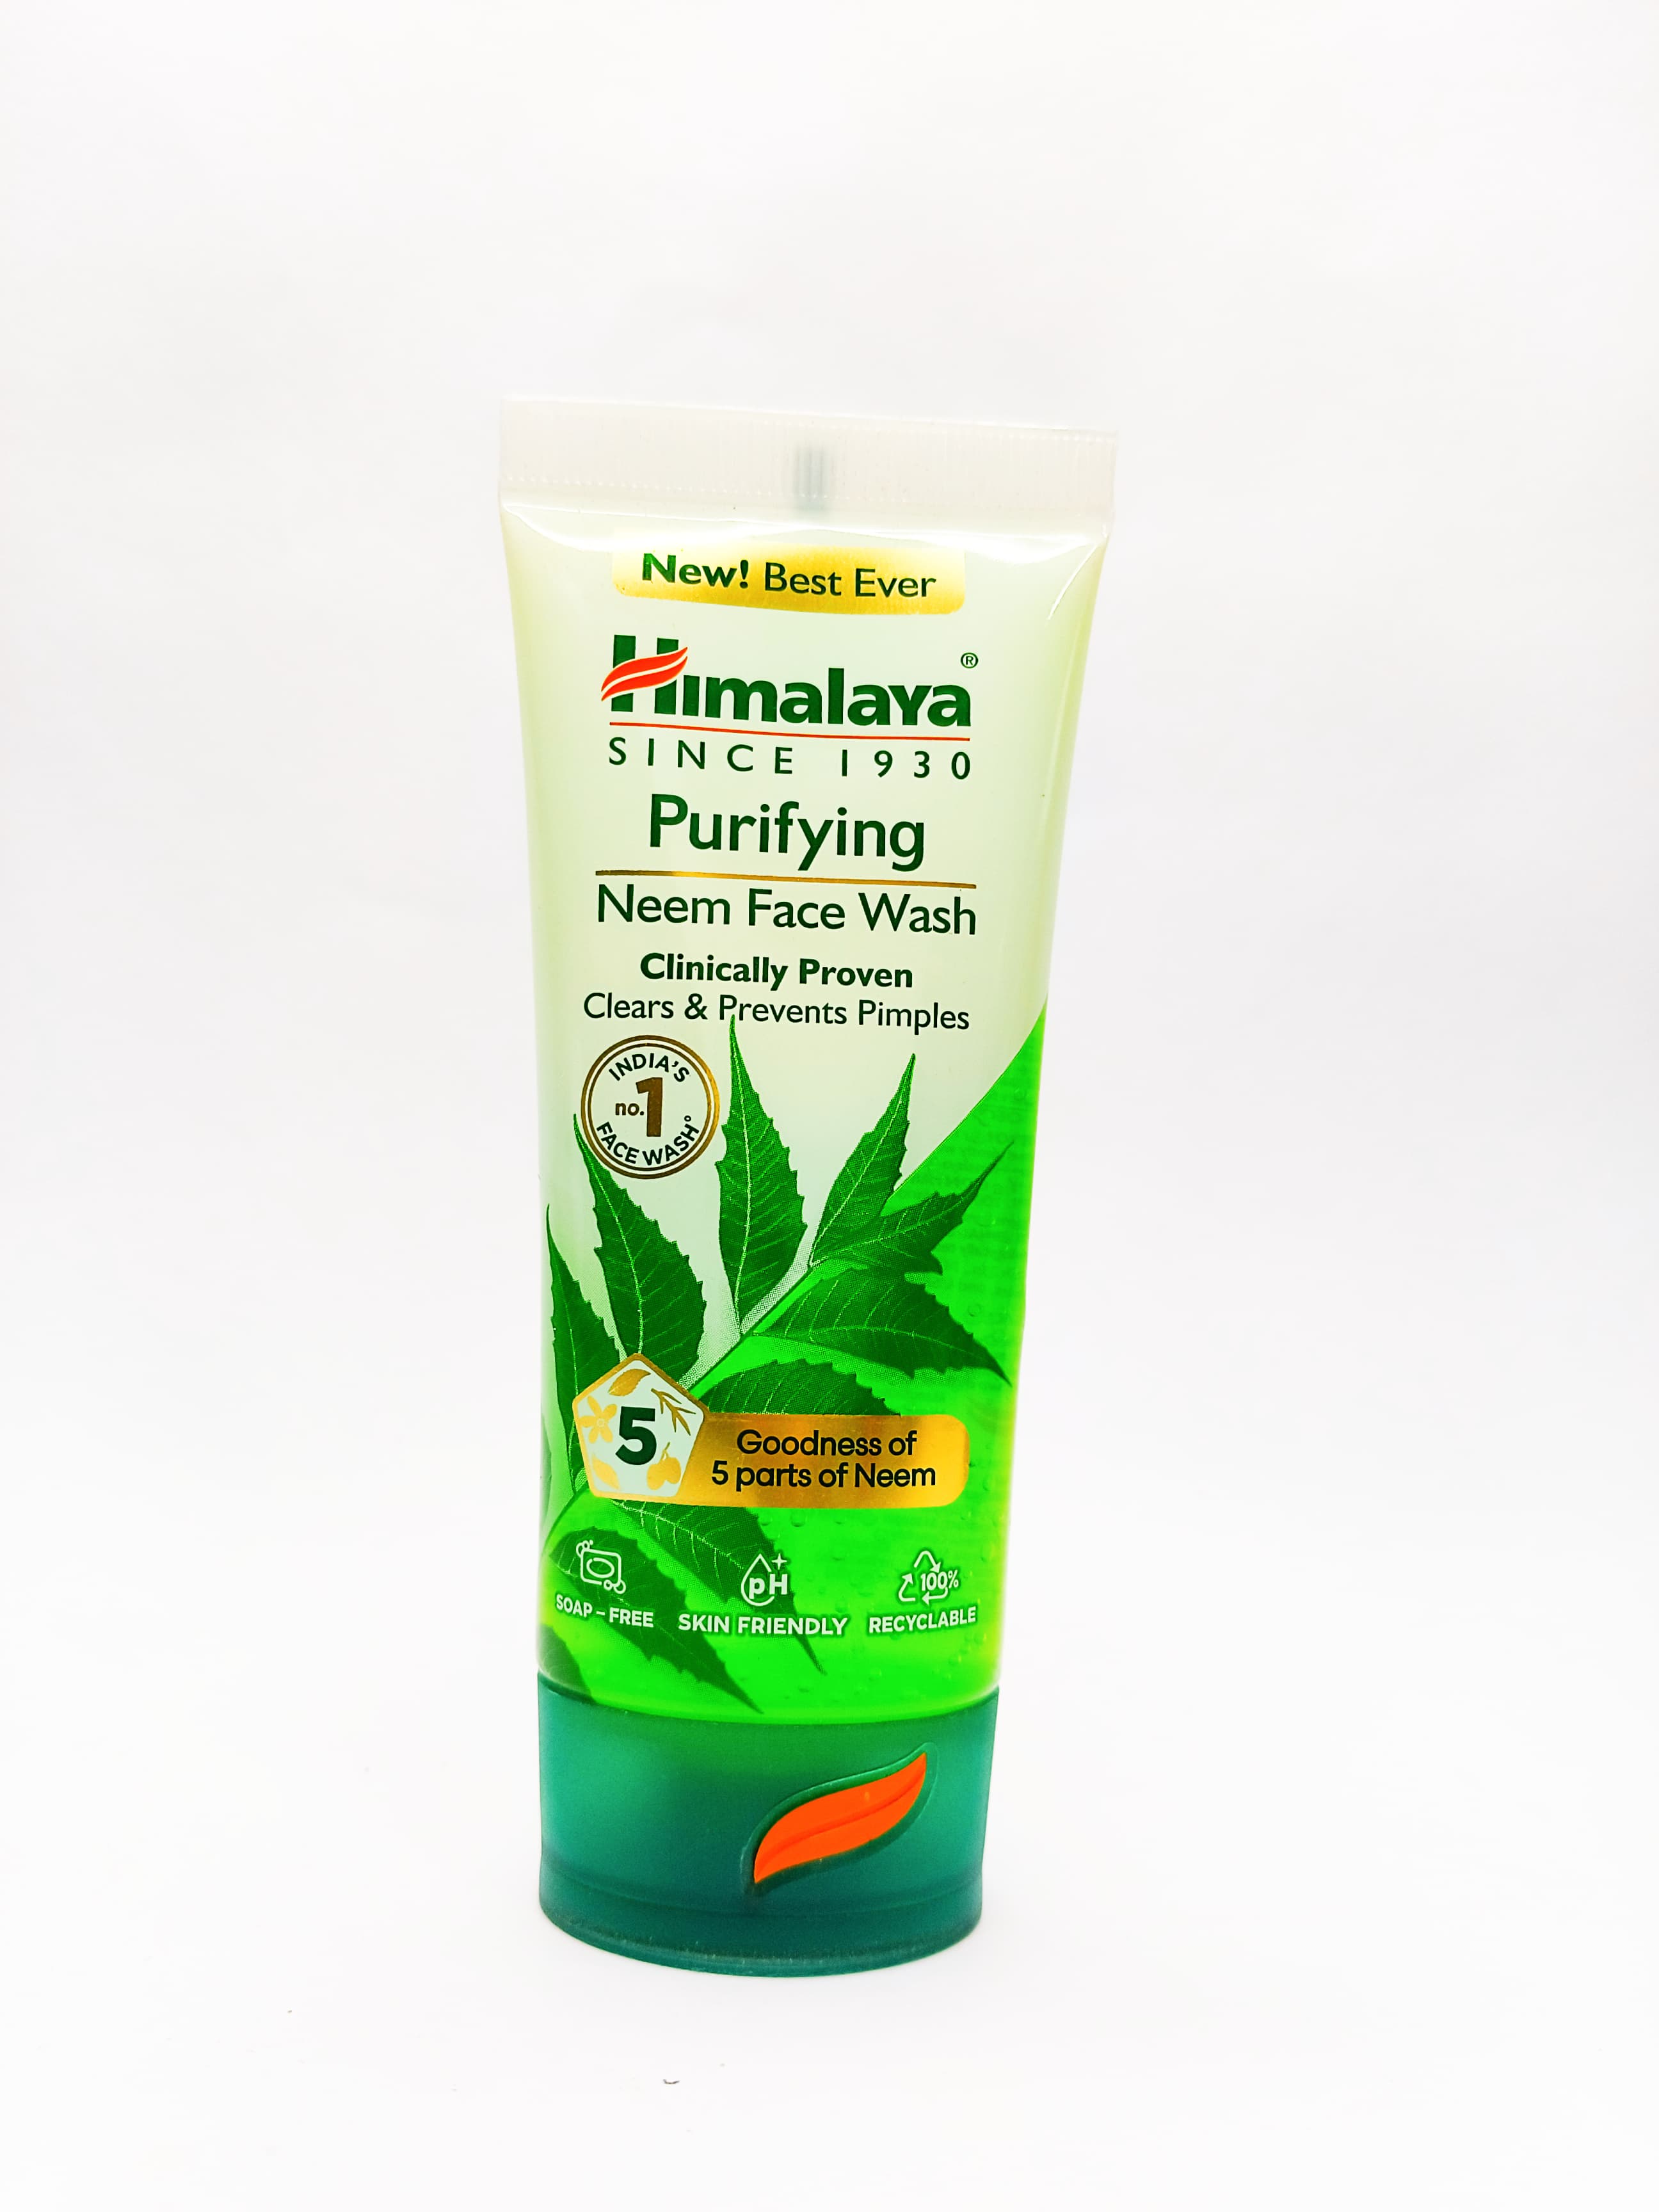 New! Best Ever
Himalaya®
SINCE 1930
Purifying
Neem Face Wash
Clinically Proven
Clears & Prevents Pimples
INDIA'S
no.1
FACE WASH°
5
Goodness of
5 parts of Neem
pH
100%
SOAP-FREE
SKIN FRIENDLY
RECYCLABLE